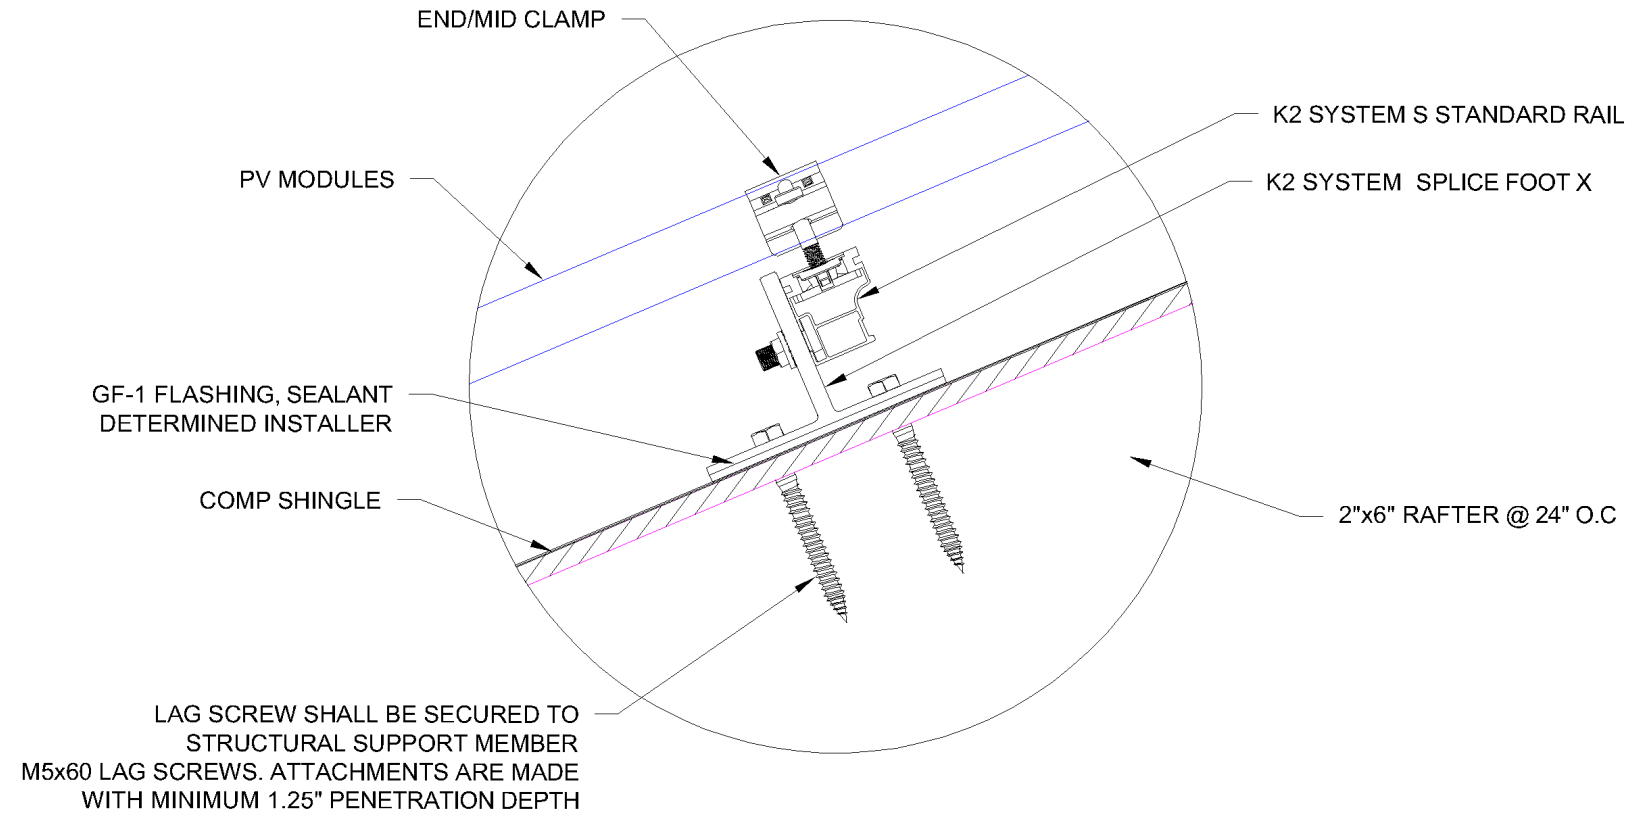 END/MID CLAMP
K2 SYSTEM S STANDARD RAIL
PV MODULES
K2 SYSTEM  SPLICE FOOT X
GF-1 FLASHING, SEALANT
DETERMINED INSTALLER
COMP SHINGLE
2"x6" RAFTER @ 24" O.C
LAG SCREW SHALL BE SECURED TO
STRUCTURAL SUPPORT MEMBER
M5x60 LAG SCREWS. ATTACHMENTS ARE MADE
WITH MINIMUM 1.25" PENETRATION DEPTH